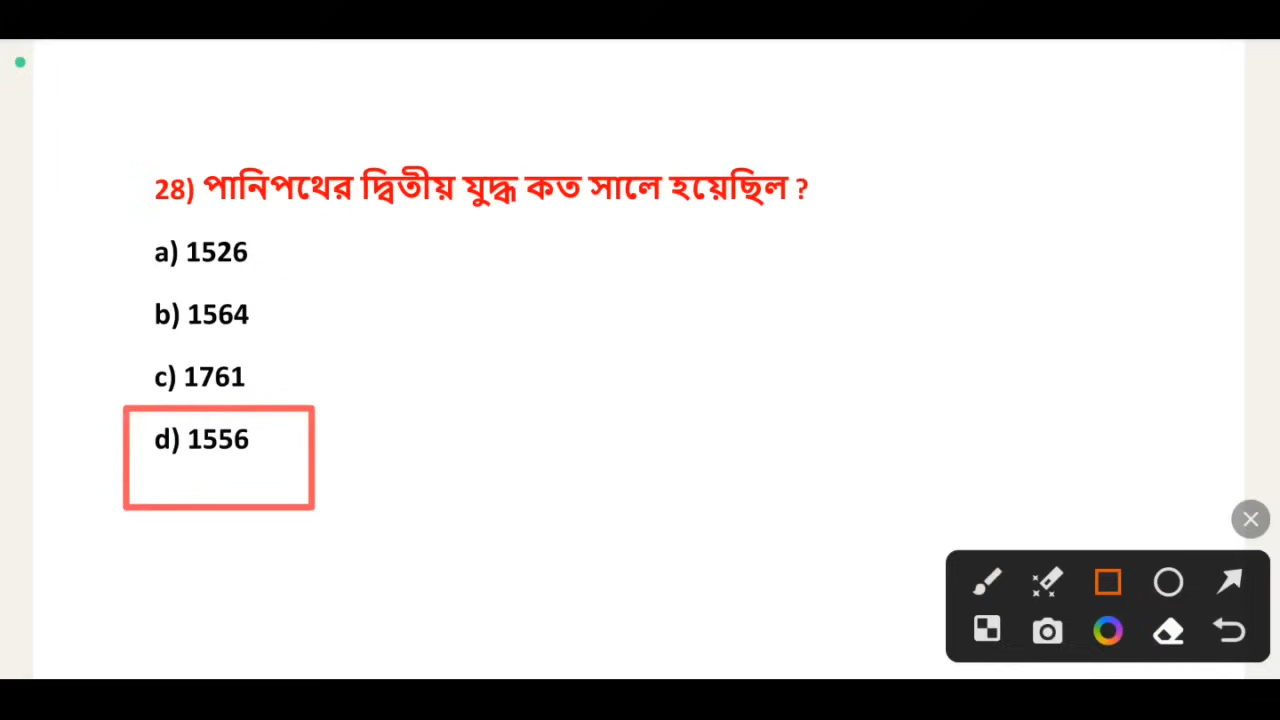 28) পানিপথের দ্বিতীয় যুদ্ধ কত সালে হয়েছিল ?
a) 1526
b) 1564
c) 1761
d) 1556